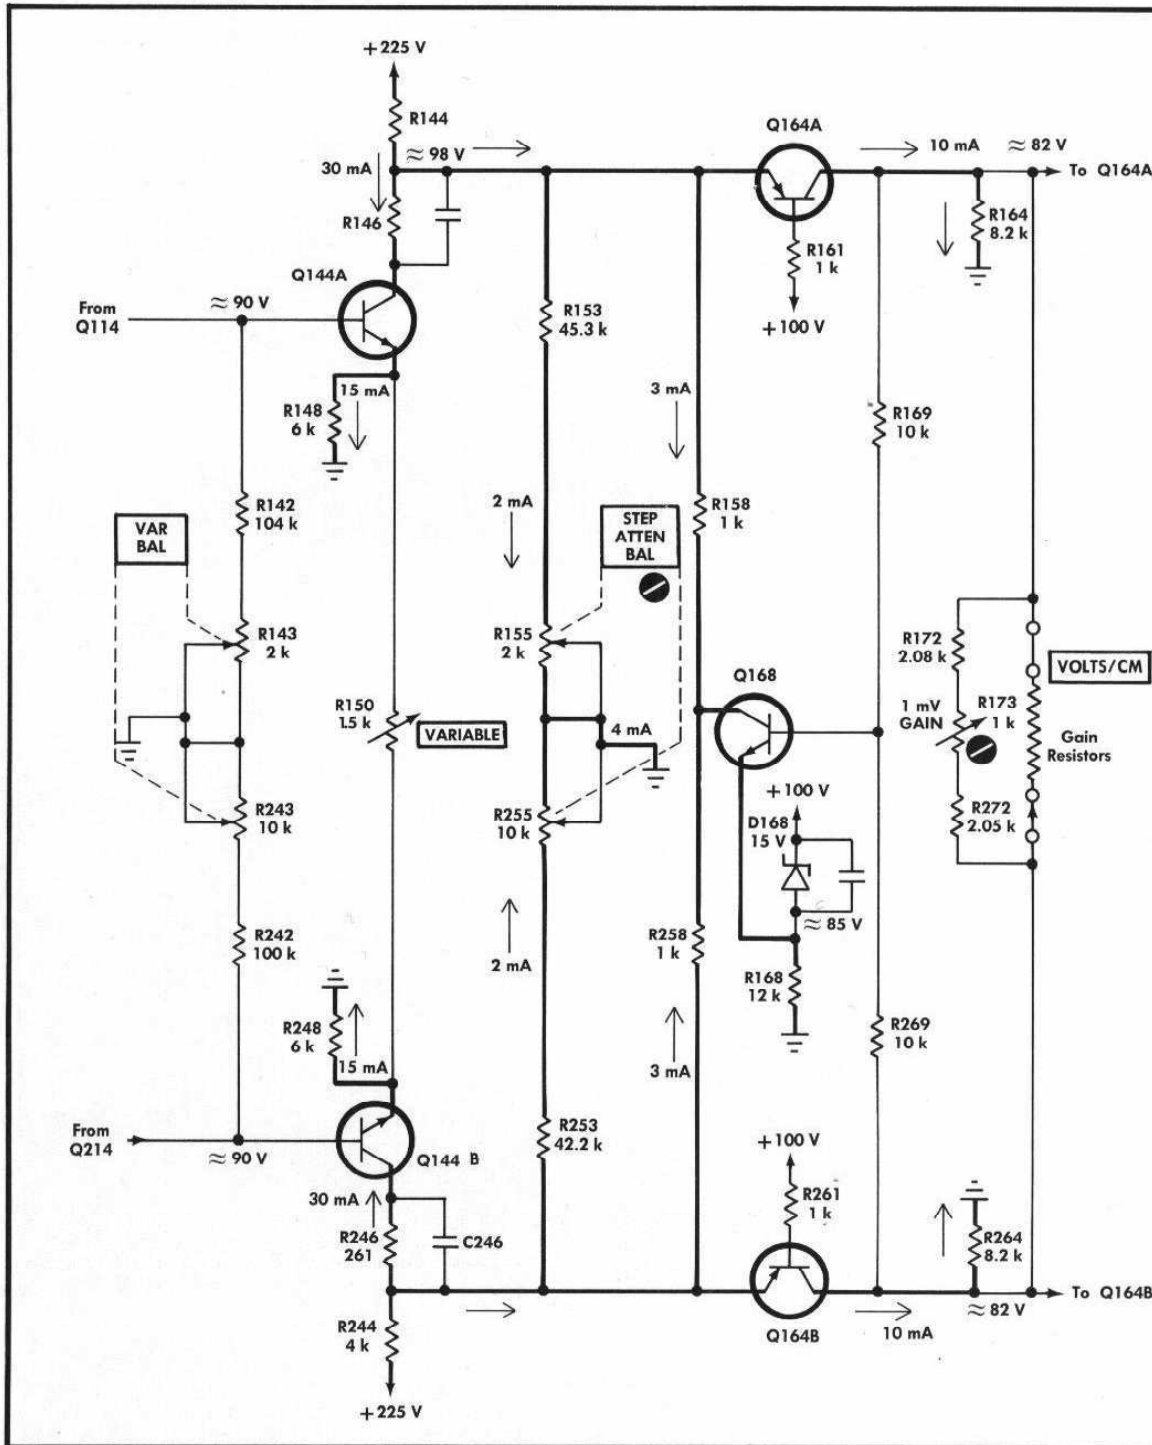 +225 V
R144
Q164A
≈98 V
10 mA
≈ 82 V
To Q164A
30 mA
R146
R161
1 k
R164
8.2 k
Q144A
+100 V
From
Q114
≈ 90 V
R153
45.3 k
15 mA
R148
6 k
3 mA
R169
10 k
R142
104 k
2 mA
R158
1 k
VAR
BAL
STEP
ATTEN
BAL
R143
2 k
R155
2 k
R172
2.08 k
VOLTS/CM
Q168
R150
1.5 k
VARIABLE
4 mA
1 mV
GAIN
R173
1 k
Gain
Resistors
+100 V
R243
10 k
R255
10 k
D168
15 V
R272
2.05 k
≈ 85 V
R242
100 k
R258
1 k
2 mA
R168
12 k
R248
6 k
R269
10 k
15 mA
3 mA
From
Q214
≈90 V
Q144 B
R253
42.2 k
+100 V
30 mA
R261
1 k
R246
261
C246
R264
8.2 k
To Q164B
≈82 V
R244
4 k
Q164B
10 mA
+225 V